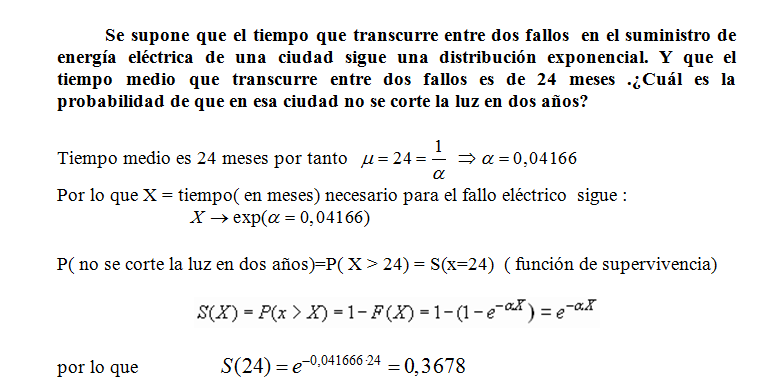 Se supone que el tiempo que transcurre entre dos fallos en el suministro de
energía eléctrica de una ciudad sigue una distribución exponencial. Y que el
tiempo medio que transcurre entre dos fallos es de 24 meses .¿Cuál es la
probabilidad de que en esa ciudad no se corte la luz en dos años?
Tiempo medio es 24 meses por tanto μ = 24 = 1/α ⇒ α = 0,04166
Por lo que X = tiempo( en meses) necesario para el fallo eléctrico sigue :
X → exp(α = 0,04166)
P( no se corte la luz en dos años)=P( X > 24) = S(x=24) ( función de supervivencia)
S(X) = P(x > X) = 1 − F(X) = 1 − (1 − e^{−αX}) = e^{−αX}
por lo que S(24) = e^{−0,041666·24} = 0,3678